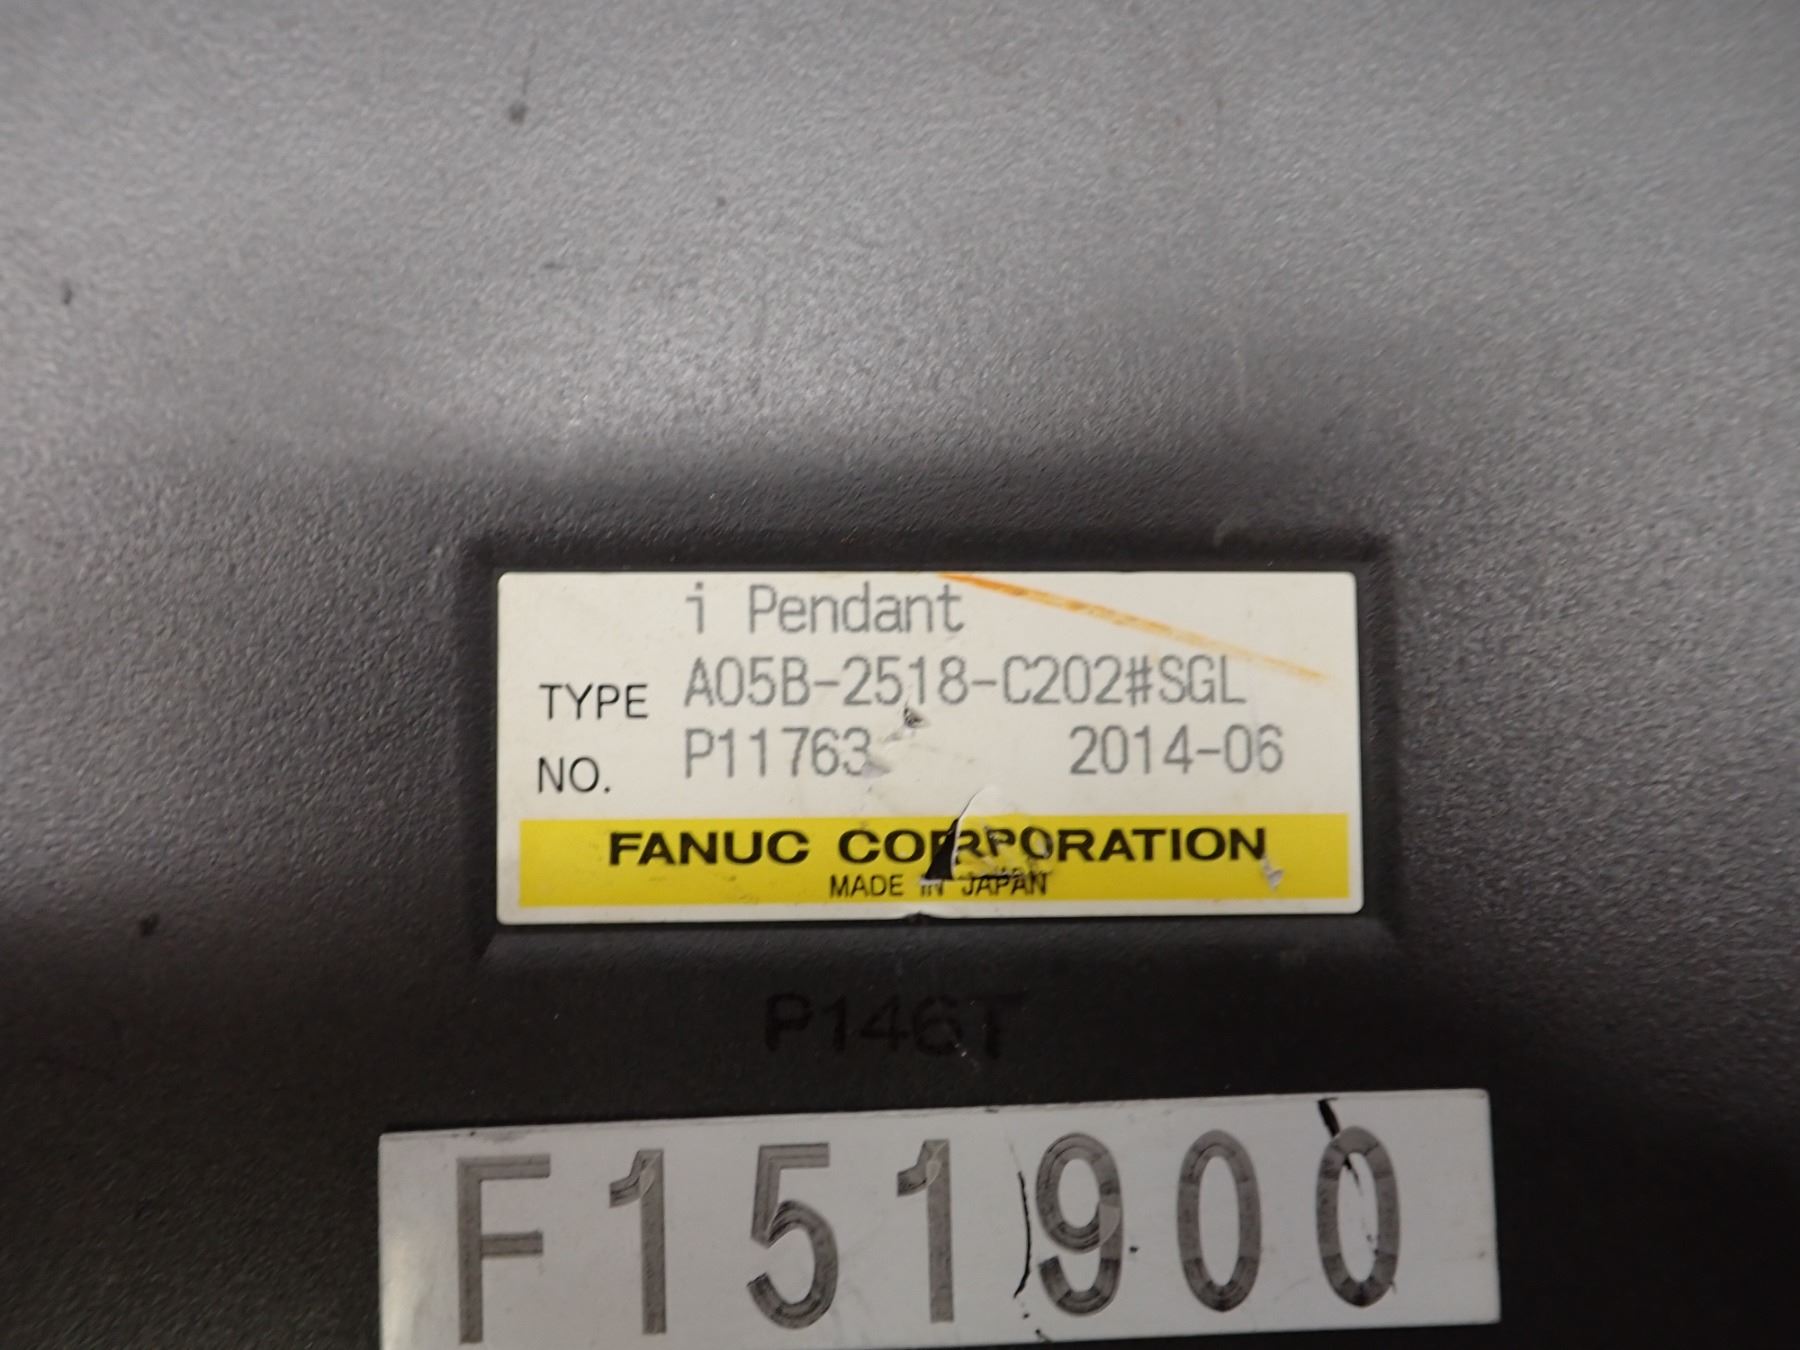 i Pendant
TYPE A05B-2518-C202#SGL
NO. P11763 2014-06
FANUC CORPORATION
MADE IN JAPAN
P146T
F151900